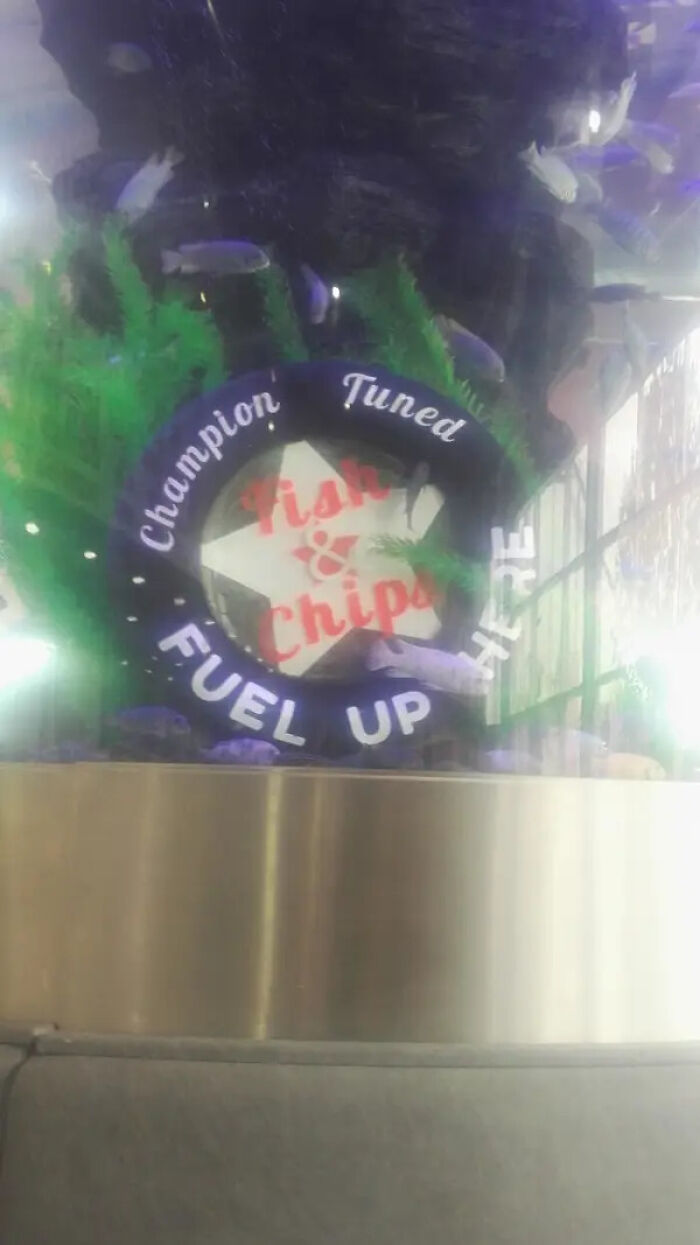 Champion Tuned
Fish
&
Chips
FUEL UP HERE